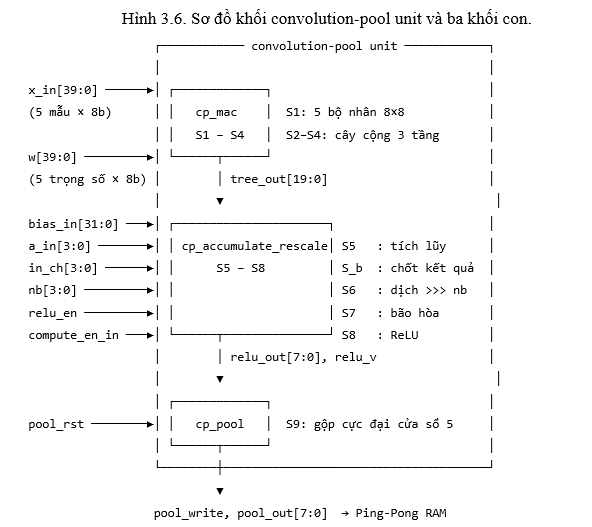 Hình 3.6. Sơ đồ khối convolution-pool unit và ba khối con.
convolution-pool unit
x_in[39:0]
(5 mẫu × 8b) cp_mac S1: 5 bộ nhân 8×8
S1 – S4 S2–S4: cây cộng 3 tầng
w[39:0]
(5 trọng số × 8b) tree_out[19:0]
bias_in[31:0]
a_in[3:0] cp_accumulate_rescale S5 : tích lũy
in_ch[3:0] S5 – S8 S_b : chốt kết quả
nb[3:0] S6 : dịch >>> nb
relu_en S7 : bão hòa
compute_en_in S8 : ReLU
relu_out[7:0], relu_v
pool_rst cp_pool S9: gộp cực đại cửa sổ 5
pool_write, pool_out[7:0] → Ping-Pong RAM